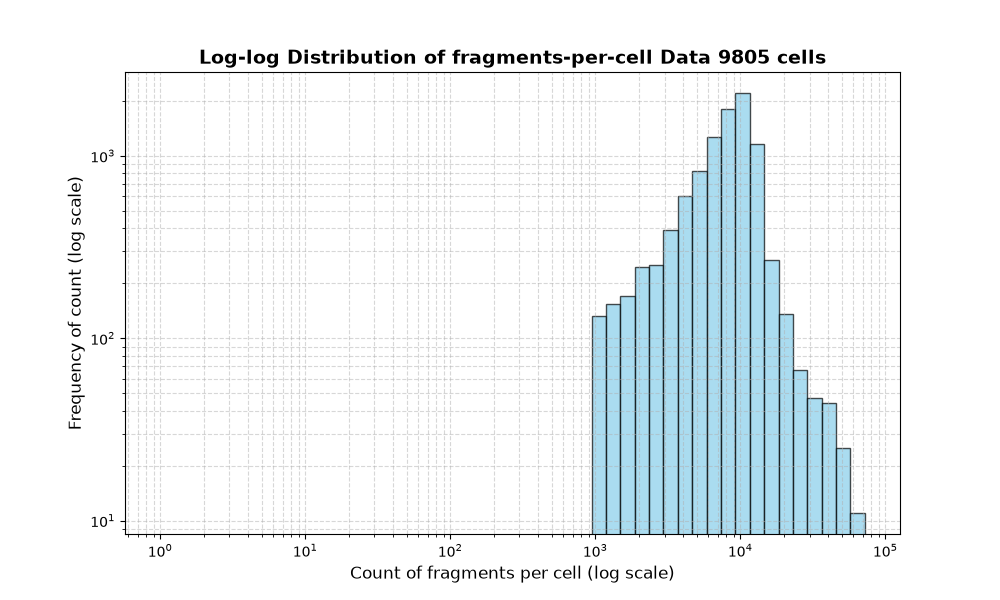 Log-log Distribution of fragments-per-cell Data 9805 cells
Frequency of count (log scale)
10³
10²
10¹
10⁰ 10¹ 10² 10³ 10⁴ 10⁵
Count of fragments per cell (log scale)